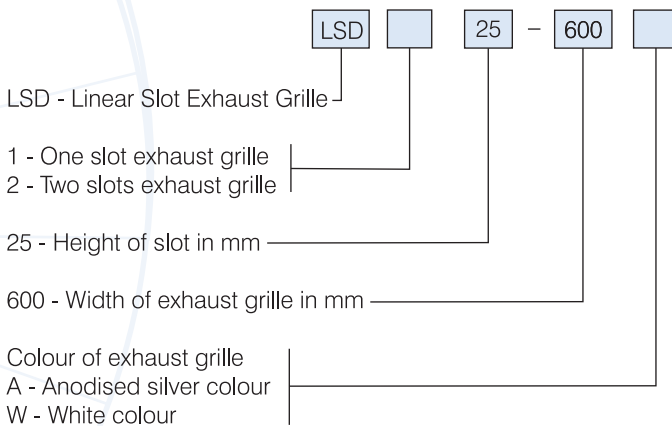 LSD 25 – 600
LSD - Linear Slot Exhaust Grille
1 - One slot exhaust grille
2 - Two slots exhaust grille
25 - Height of slot in mm
600 - Width of exhaust grille in mm
Colour of exhaust grille
A - Anodised silver colour
W - White colour